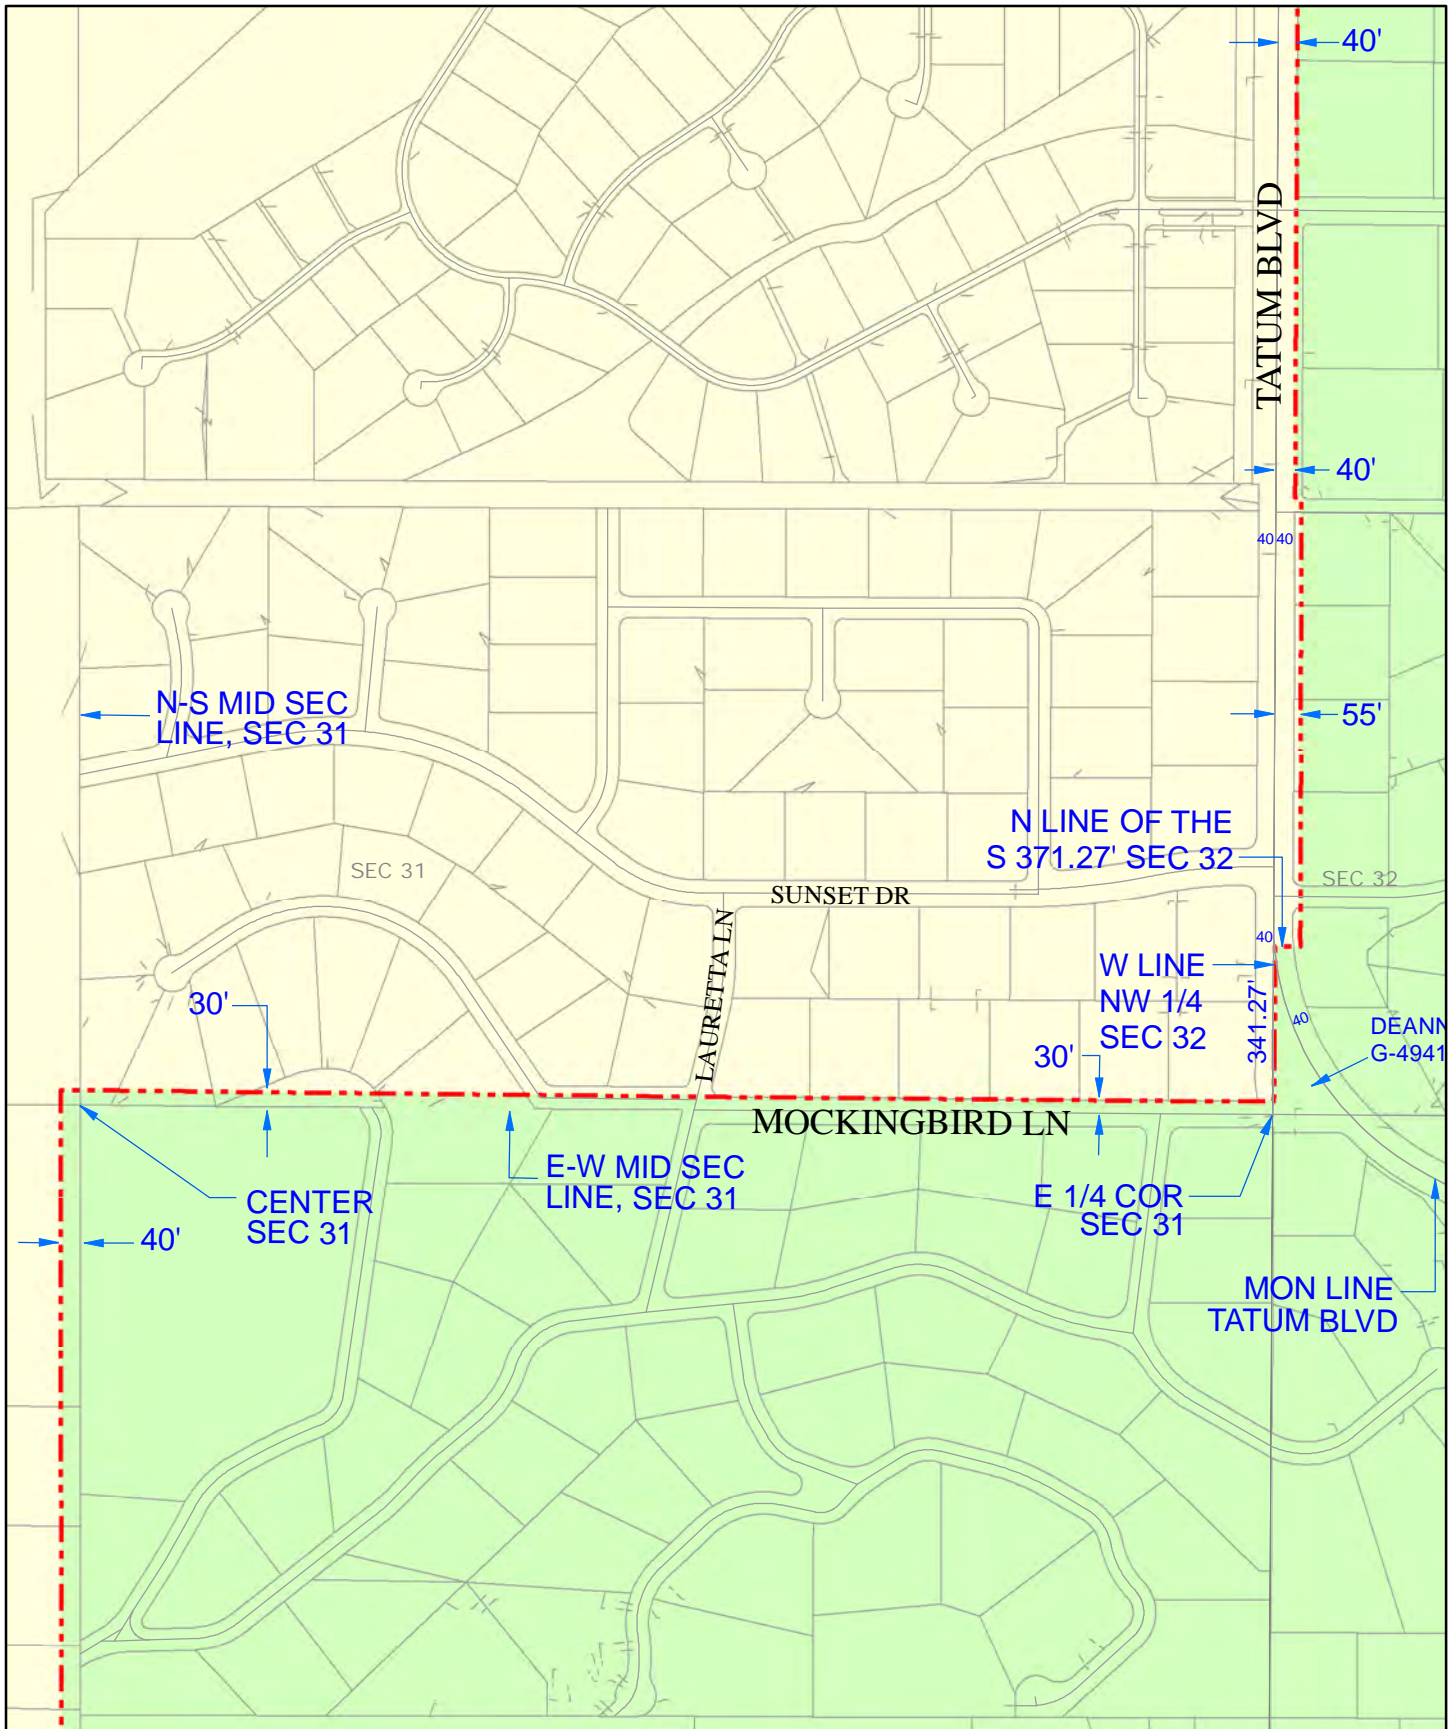 40'
TATUM BLVD
40'
40 40
N-S MID SEC
LINE, SEC 31
55'
N LINE OF THE
S 371.27' SEC 32
SEC 31
SEC 32
SUNSET DR
LAURETTA LN
40
W LINE
NW 1/4
SEC 32
341.27'
40
DEANN
G-4941
30'
30'
MOCKINGBIRD LN
E-W MID SEC
LINE, SEC 31
CENTER
SEC 31
E 1/4 COR
SEC 31
40'
MON LINE
TATUM BLVD